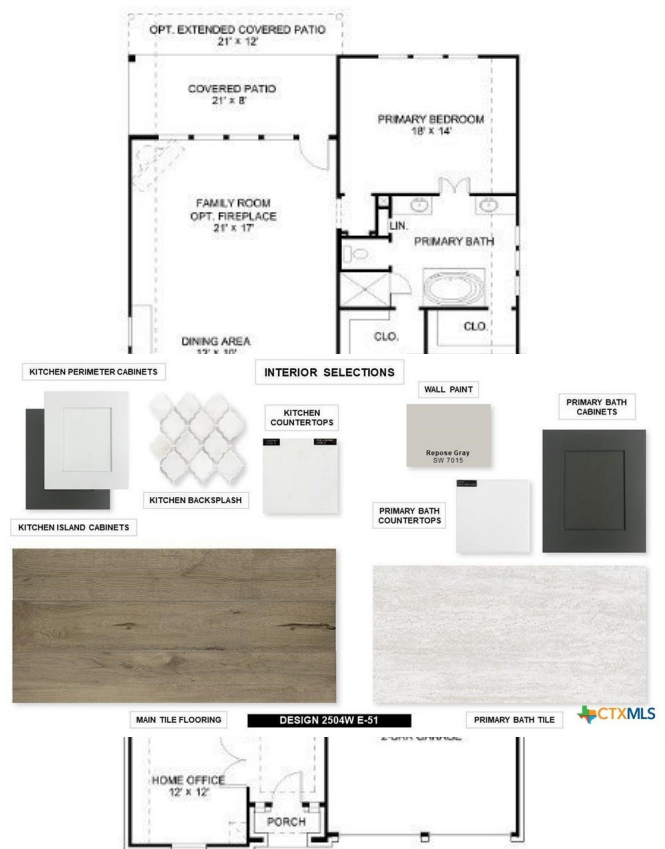 OPT. EXTENDED COVERED PATIO
21' X 12'
COVERED PATIO
21' X 8'
PRIMARY BEDROOM
18' X 14'
FAMILY ROOM
OPT. FIREPLACE
21' X 17'
LIN.
PRIMARY BATH
CLO.
CLO.
DINING AREA
KITCHEN PERIMETER CABINETS
INTERIOR SELECTIONS
WALL PAINT
PRIMARY BATH
CABINETS
KITCHEN
COUNTERTOPS
Repose Gray
SW 7015
KITCHEN BACKSPLASH
PRIMARY BATH
COUNTERTOPS
KITCHEN ISLAND CABINETS
MAIN TILE FLOORING
DESIGN 2504W E-51
PRIMARY BATH TILE
CTXMLS
HOME OFFICE
12' X 12'
PORCH